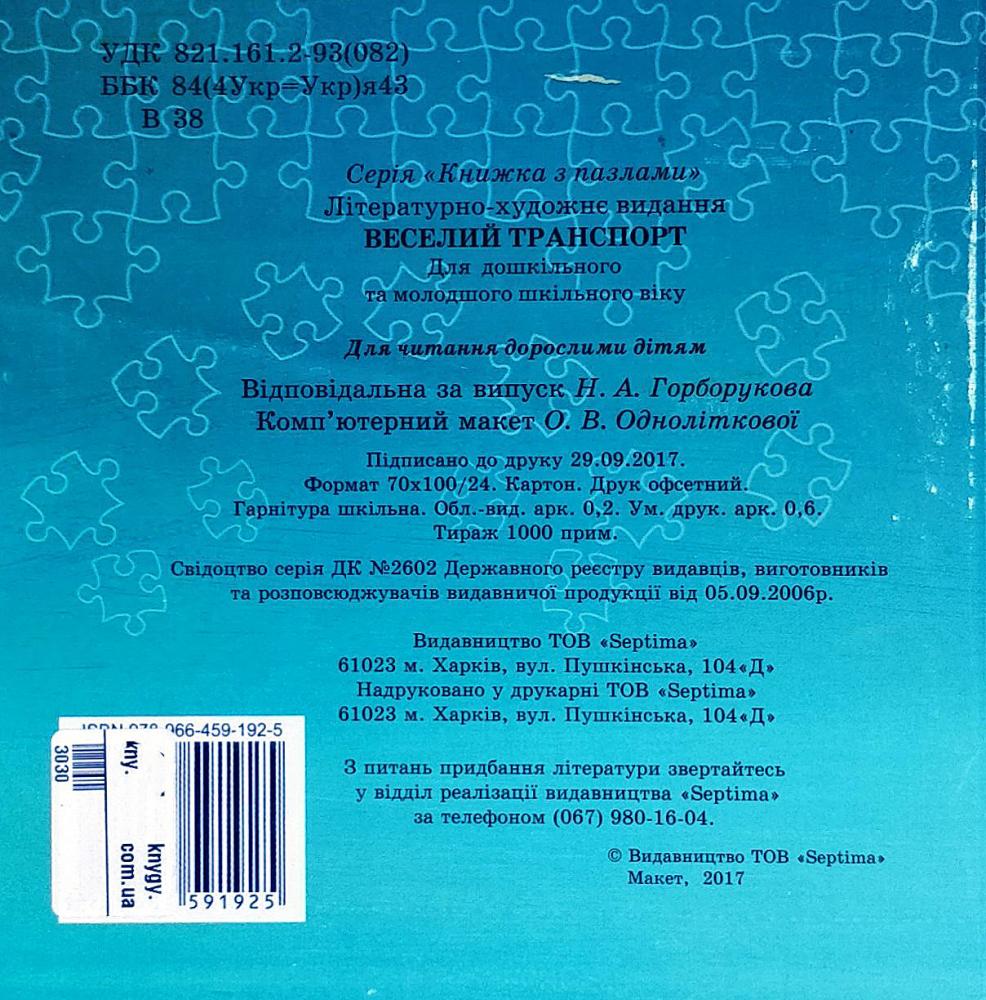 УДК 821.161.2-93(082)
ББК 84(4Укр=Укр)я43
В 38
Серія «Книжка з пазлами»
Літературно-художнє видання
ВЕСЕЛИЙ ТРАНСПОРТ
Для дошкільного
та молодшого шкільного віку
Для читання дорослими дітям
Відповідальна за випуск Н. А. Горборукова
Комп'ютерний макет О. В. Одноліткової
Підписано до друку 29.09.2017.
Формат 70х100/24. Картон. Друк офсетний.
Гарнітура шкільна. Обл.-вид. арк. 0,2. Ум. друк. арк. 0,6.
Тираж 1000 прим.
Свідоцтво серія ДК №2602 Державного реєстру видавців, виготовників
та розповсюджувачів видавничої продукції від 05.09.2006р.
Видавництво ТОВ «Septima»
61023 м. Харків, вул. Пушкінська, 104«Д»
Надруковано у друкарні ТОВ «Septima»
61023 м. Харків, вул. Пушкінська, 104«Д»
З питань придбання літератури звертайтесь
у відділ реалізації видавництва «Septima»
за телефоном (067) 980-16-04.
© Видавництво ТОВ «Septima»
Макет, 2017
ISBN 978-966-459-192-5
591925
3030
kny.
knygy.
com.ua